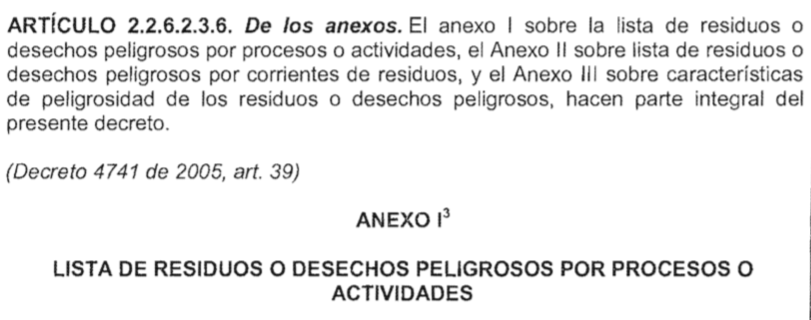 ARTÍCULO 2.2.6.2.3.6. De los anexos. El anexo I sobre la lista de residuos o
desechos peligrosos por procesos o actividades, el Anexo II sobre lista de residuos o
desechos peligrosos por corrientes de residuos, y el Anexo III sobre características
de peligrosidad de los residuos o desechos peligrosos, hacen parte integral del
presente decreto.
(Decreto 4741 de 2005, art. 39)
ANEXO I³
LISTA DE RESIDUOS O DESECHOS PELIGROSOS POR PROCESOS O
ACTIVIDADES